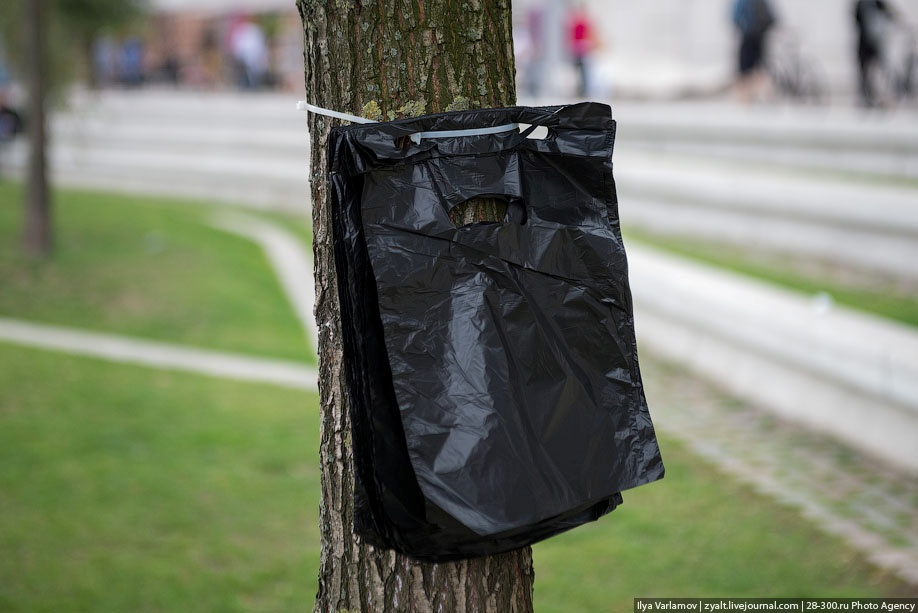 Ilya Varlamov | zyalt.livejournal.com | 28-300.ru Photo Agency